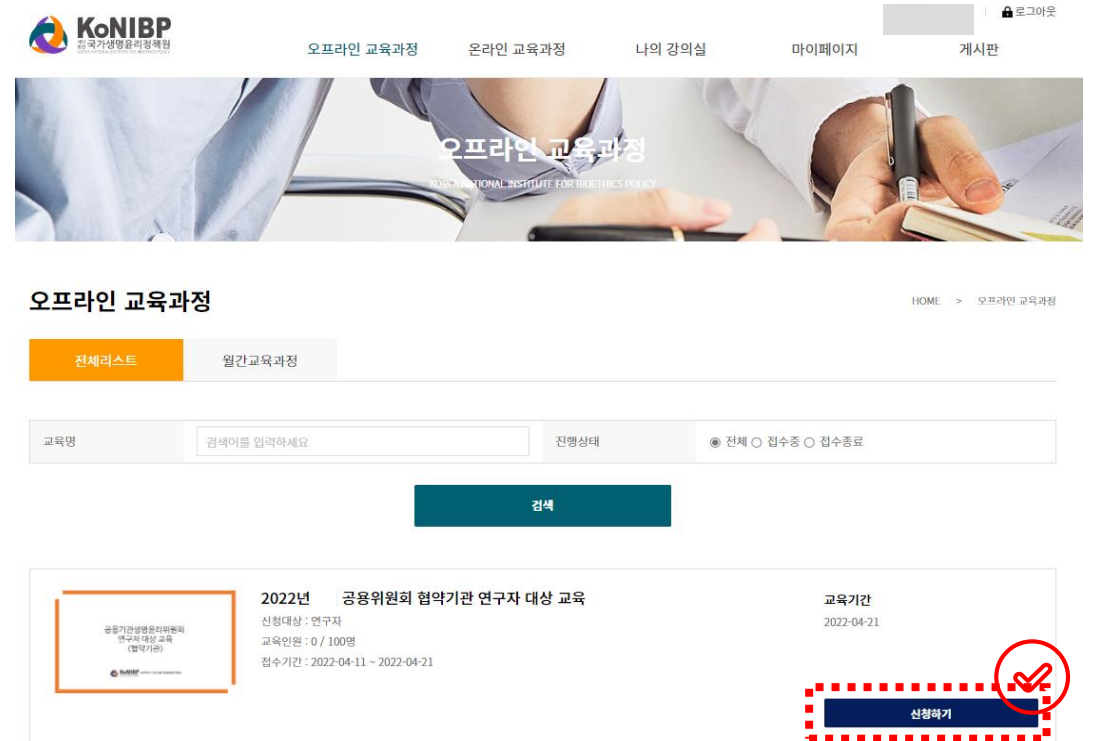 로그아웃
KoNIBP
국가생명윤리정책원
오프라인 교육과정 온라인 교육과정 나의 강의실 마이페이지 게시판
오프라인 교육과정
KOREA NATIONAL INSTITUTE FOR BIOETHICS POLICY
오프라인 교육과정
HOME > 오프라인 교육과정
전체리스트 월간교육과정
교육명 검색어를 입력하세요 진행상태 전체 접수중 접수종료
검색
공용기관생명윤리위원회
연구자 대상 교육
(협약기관)
KoNIBP
2022년 공용위원회 협약기관 연구자 대상 교육
신청대상 : 연구자
교육인원 : 0 / 100명
접수기간 : 2022-04-11 ~ 2022-04-21
교육기간
2022-04-21
신청하기